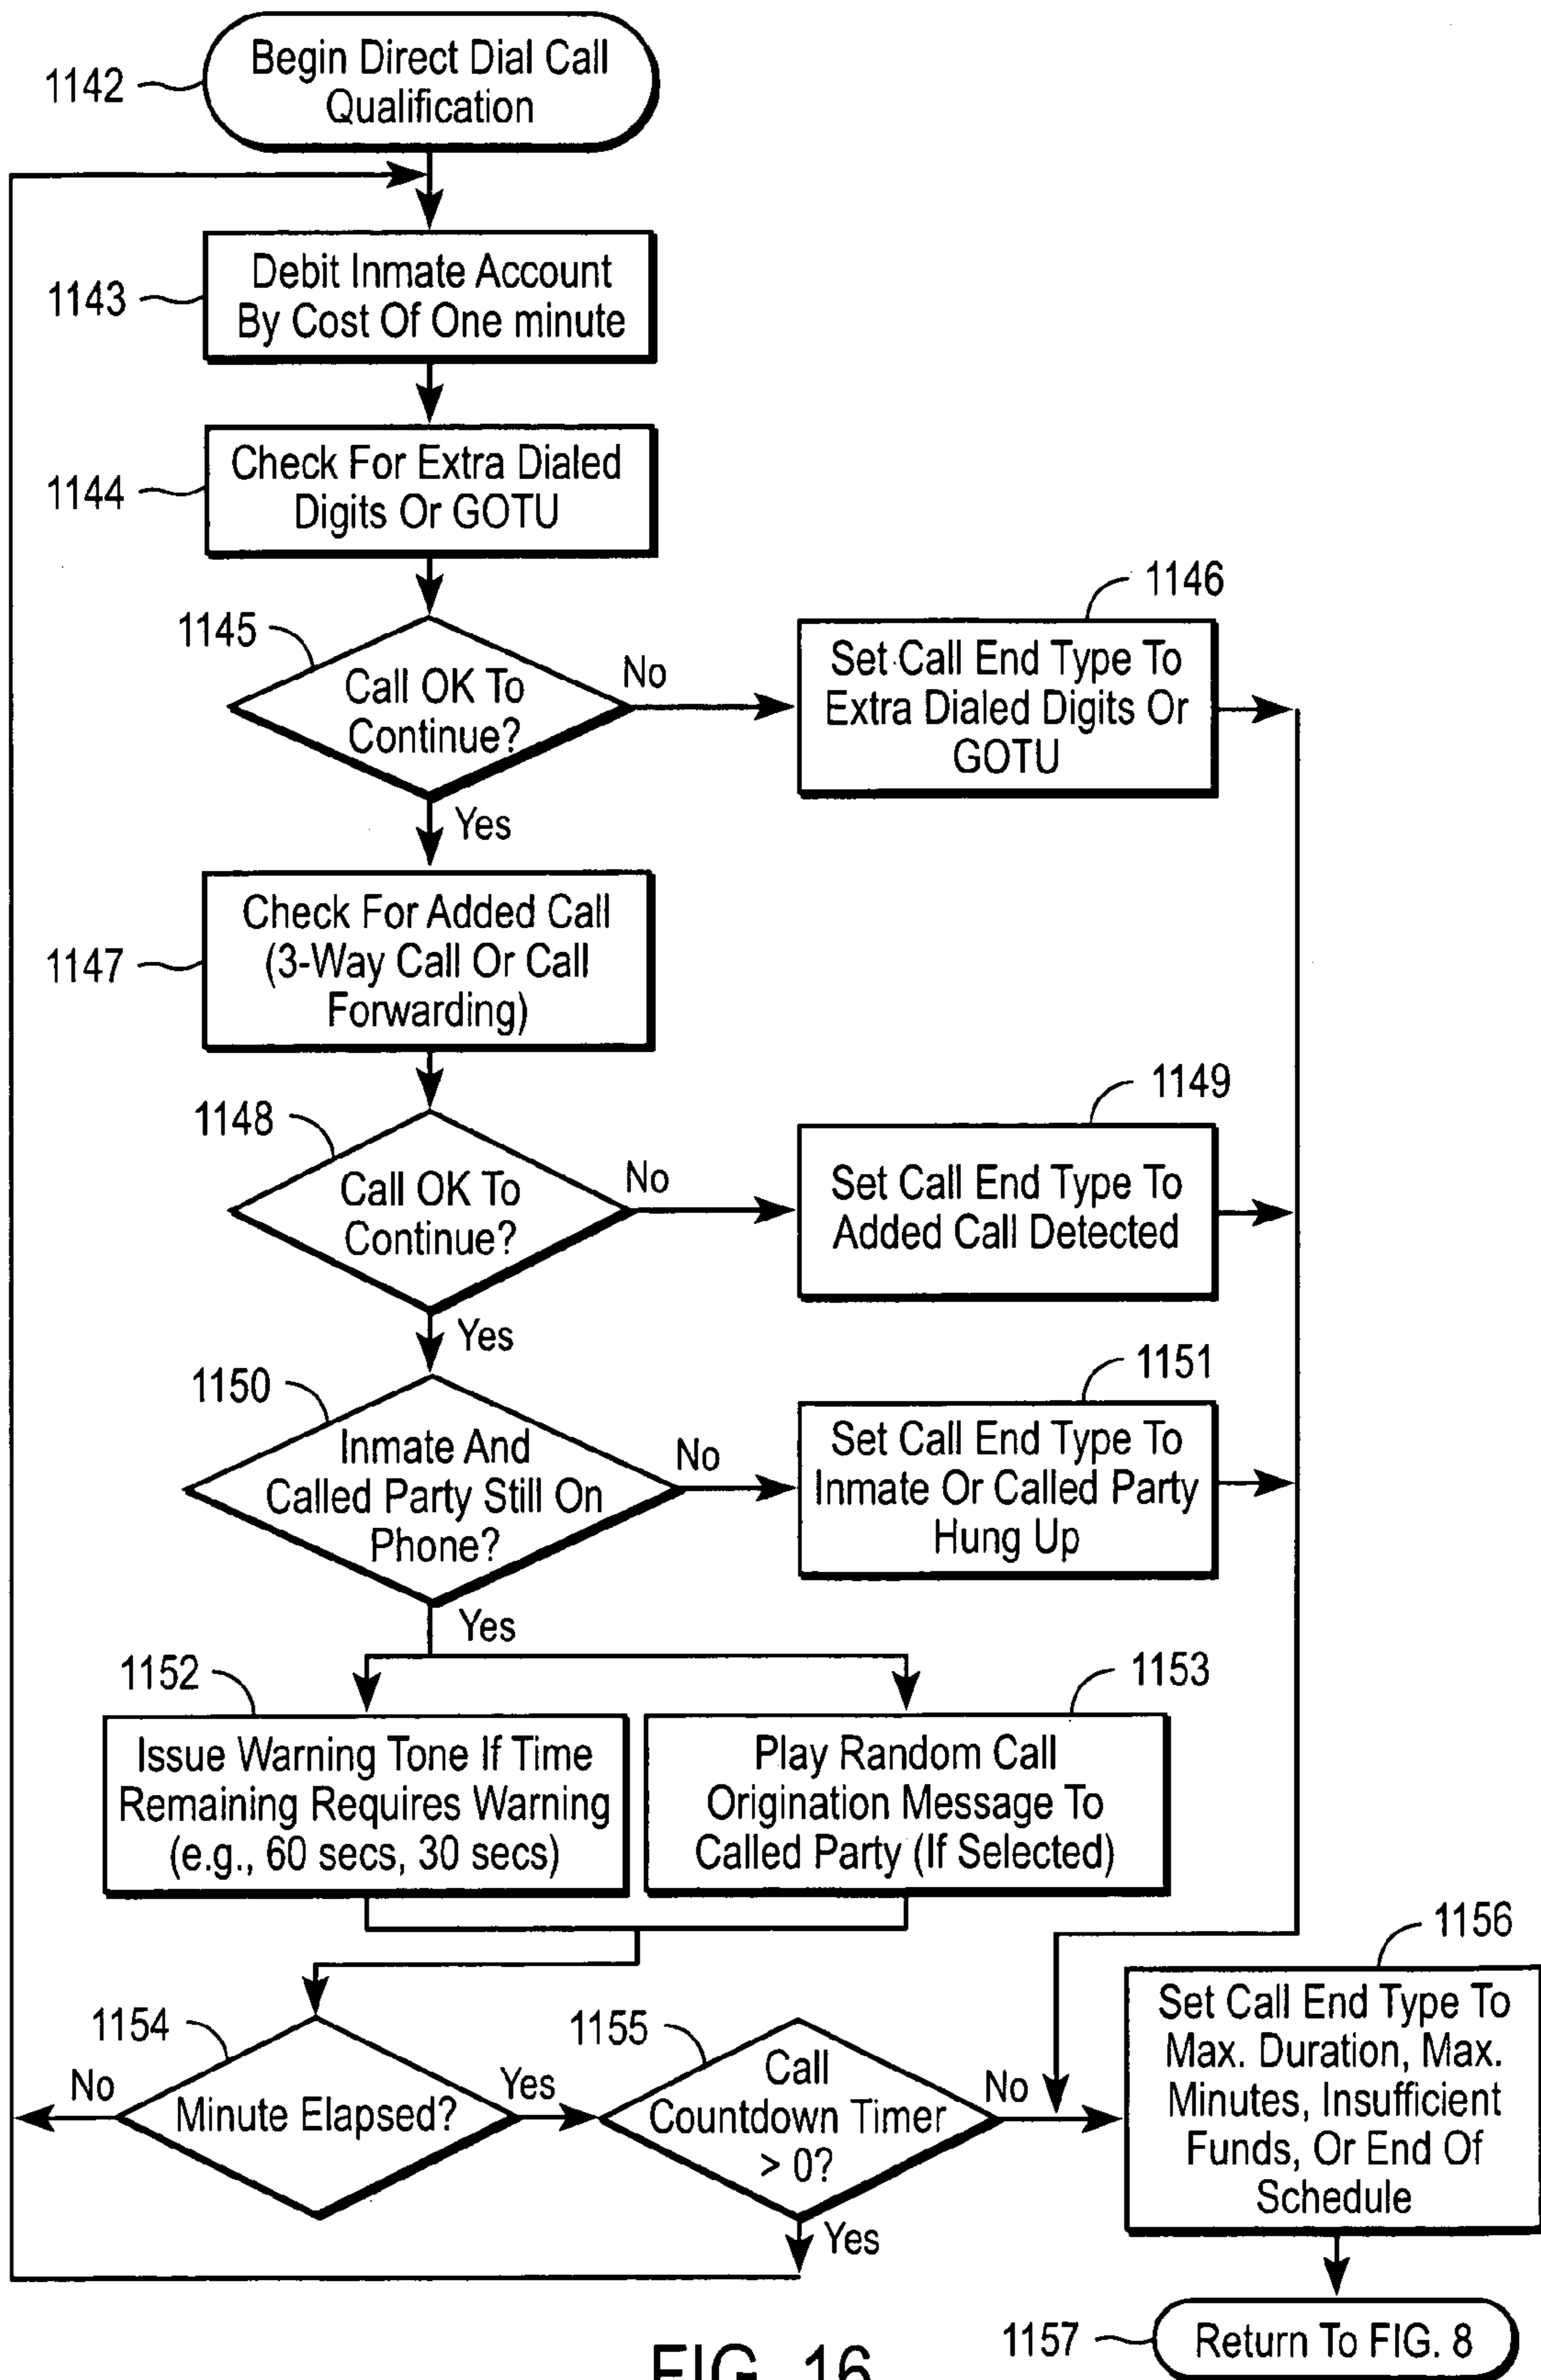 Begin Direct Dial Call
Qualification
1142
Debit Inmate Account
By Cost Of One minute
1143
Check For Extra Dialed
Digits Or GOTU
1144
1145
Call OK To
Continue?
No
Yes
1146
Set Call End Type To
Extra Dialed Digits Or
GOTU
Check For Added Call
(3-Way Call Or Call
Forwarding)
1147
1148
Call OK To
Continue?
No
Yes
1149
Set Call End Type To
Added Call Detected
1150
Inmate And
Called Party Still On
Phone?
No
Yes
1151
Set Call End Type To
Inmate Or Called Party
Hung Up
1152
Issue Warning Tone If Time
Remaining Requires Warning
(e.g., 60 secs, 30 secs)
1153
Play Random Call
Origination Message To
Called Party (If Selected)
1154
No
Minute Elapsed?
Yes
1155
Call
Countdown Timer
> 0?
No
Yes
1156
Set Call End Type To
Max. Duration, Max.
Minutes, Insufficient
Funds, Or End Of
Schedule
1157
Return To FIG. 8
FIG. 16